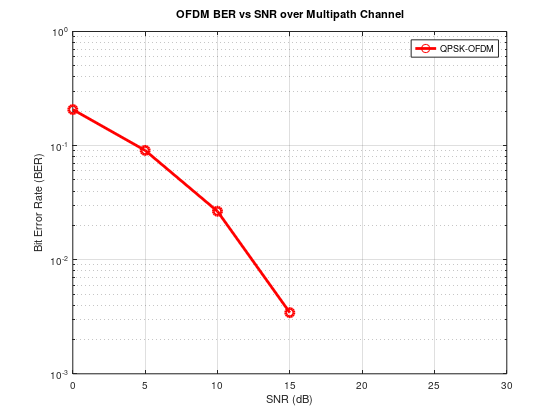 OFDM BER vs SNR over Multipath Channel
QPSK-OFDM
10^0
10^-1
10^-2
10^-3
Bit Error Rate (BER)
0 5 10 15 20 25 30
SNR (dB)